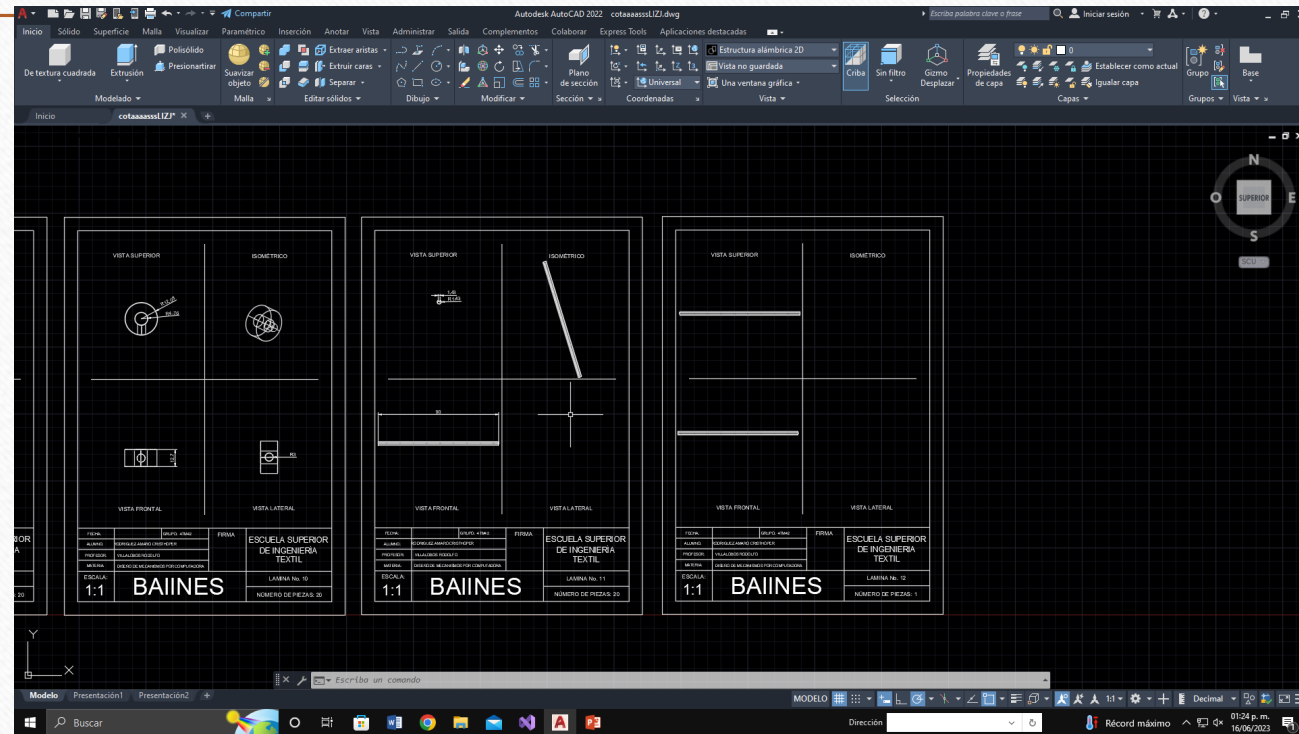 Compartir
Autodesk AutoCAD 2022 cotaaaasssLIZJ.dwg
Escriba palabra clave o frase
Iniciar sesión
Inicio Sólido Superficie Malla Visualizar Paramétrico Inserción Anotar Vista Administrar Salida Complementos Colaborar Express Tools Aplicaciones destacadas
De textura cuadrada
Extrusión
Polisólido
Presionartirar
Suavizar objeto
Extraer aristas
Extruir caras
Separar
Plano de sección
Universal
Estructura alámbrica 2D
Vista no guardada
Una ventana gráfica
Criba
Sin filtro
Gizmo Desplazar
Propiedades de capa
0
Establecer como actual
Igualar capa
Grupo
Base
Modelado Malla Editar sólidos Dibujo Modificar Sección Coordenadas Vista Selección Capas Grupos Vista
Inicio cotaaaasssLIZJ*
N
O SUPERIOR E
S
SCU
VISTA SUPERIOR ISOMÉTRICO
VISTA FRONTAL VISTA LATERAL
FIRMA
ESCUELA SUPERIOR
DE INGENIERIA
TEXTIL
ESCALA:
1:1
BAIINES
LAMINA No. 10
NÚMERO DE PIEZAS: 20
VISTA SUPERIOR ISOMÉTRICO
90
VISTA FRONTAL VISTA LATERAL
FIRMA
ESCUELA SUPERIOR
DE INGENIERIA
TEXTIL
ESCALA:
1:1
BAIINES
LAMINA No. 11
NÚMERO DE PIEZAS: 20
VISTA SUPERIOR ISOMÉTRICO
VISTA FRONTAL VISTA LATERAL
FIRMA
ESCUELA SUPERIOR
DE INGENIERIA
TEXTIL
ESCALA:
1:1
BAIINES
LAMINA No. 12
NÚMERO DE PIEZAS: 1
Y
X
Escriba un comando
Modelo Presentación1 Presentación2
MODELO
1:1
Decimal
Buscar
Dirección
Récord máximo
01:24 p. m.
16/06/2023